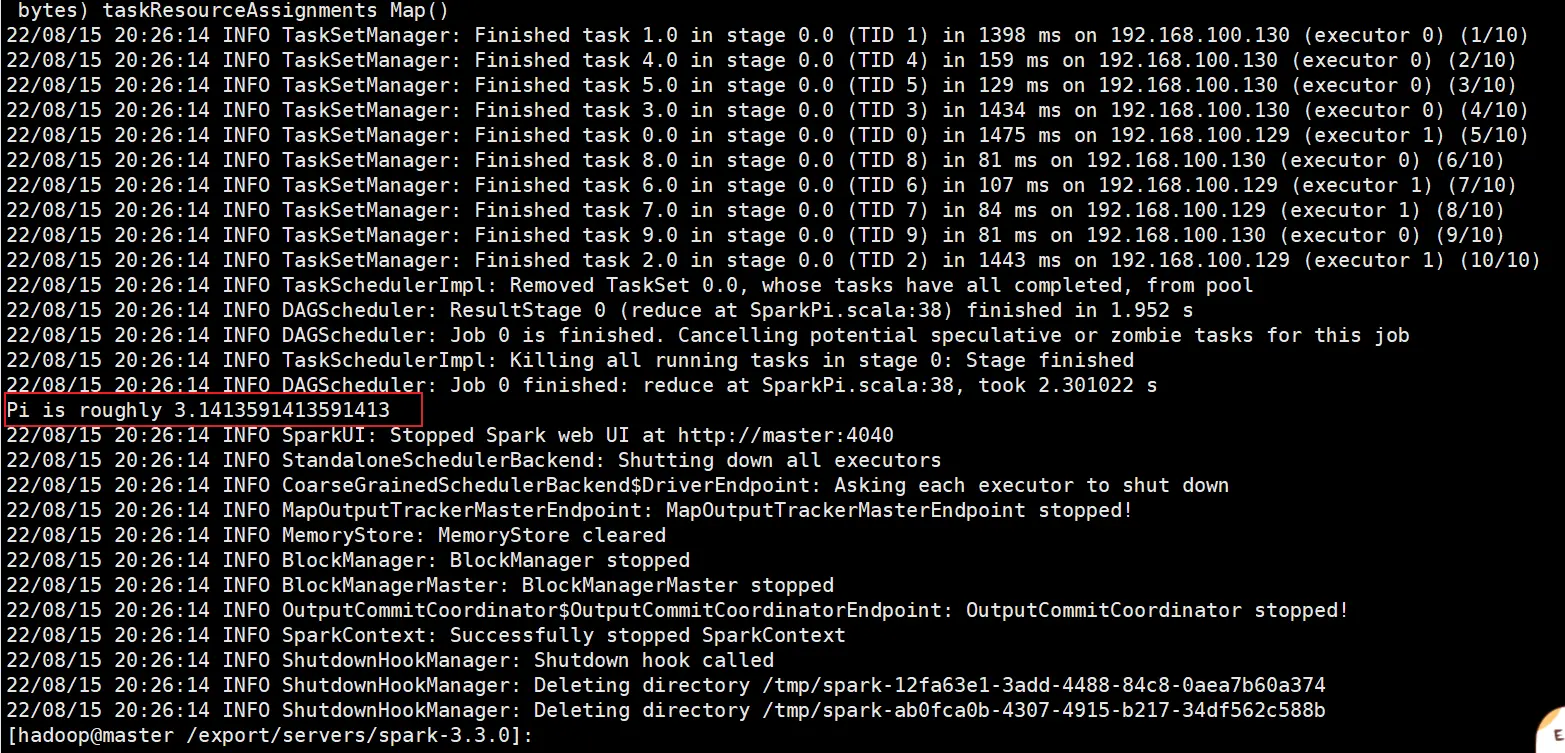 bytes) taskResourceAssignments Map()
22/08/15 20:26:14 INFO TaskSetManager: Finished task 1.0 in stage 0.0 (TID 1) in 1398 ms on 192.168.100.130 (executor 0) (1/10)
22/08/15 20:26:14 INFO TaskSetManager: Finished task 4.0 in stage 0.0 (TID 4) in 159 ms on 192.168.100.130 (executor 0) (2/10)
22/08/15 20:26:14 INFO TaskSetManager: Finished task 5.0 in stage 0.0 (TID 5) in 129 ms on 192.168.100.130 (executor 0) (3/10)
22/08/15 20:26:14 INFO TaskSetManager: Finished task 3.0 in stage 0.0 (TID 3) in 1434 ms on 192.168.100.130 (executor 0) (4/10)
22/08/15 20:26:14 INFO TaskSetManager: Finished task 0.0 in stage 0.0 (TID 0) in 1475 ms on 192.168.100.129 (executor 1) (5/10)
22/08/15 20:26:14 INFO TaskSetManager: Finished task 8.0 in stage 0.0 (TID 8) in 81 ms on 192.168.100.130 (executor 0) (6/10)
22/08/15 20:26:14 INFO TaskSetManager: Finished task 6.0 in stage 0.0 (TID 6) in 107 ms on 192.168.100.129 (executor 1) (7/10)
22/08/15 20:26:14 INFO TaskSetManager: Finished task 7.0 in stage 0.0 (TID 7) in 84 ms on 192.168.100.129 (executor 1) (8/10)
22/08/15 20:26:14 INFO TaskSetManager: Finished task 9.0 in stage 0.0 (TID 9) in 81 ms on 192.168.100.130 (executor 0) (9/10)
22/08/15 20:26:14 INFO TaskSetManager: Finished task 2.0 in stage 0.0 (TID 2) in 1443 ms on 192.168.100.129 (executor 1) (10/10)
22/08/15 20:26:14 INFO TaskSchedulerImpl: Removed TaskSet 0.0, whose tasks have all completed, from pool
22/08/15 20:26:14 INFO DAGScheduler: ResultStage 0 (reduce at SparkPi.scala:38) finished in 1.952 s
22/08/15 20:26:14 INFO DAGScheduler: Job 0 is finished. Cancelling potential speculative or zombie tasks for this job
22/08/15 20:26:14 INFO TaskSchedulerImpl: Killing all running tasks in stage 0: Stage finished
22/08/15 20:26:14 INFO DAGScheduler: Job 0 finished: reduce at SparkPi.scala:38, took 2.301022 s
Pi is roughly 3.1413591413591413
22/08/15 20:26:14 INFO SparkUI: Stopped Spark web UI at http://master:4040
22/08/15 20:26:14 INFO StandaloneSchedulerBackend: Shutting down all executors
22/08/15 20:26:14 INFO CoarseGrainedSchedulerBackend$DriverEndpoint: Asking each executor to shut down
22/08/15 20:26:14 INFO MapOutputTrackerMasterEndpoint: MapOutputTrackerMasterEndpoint stopped!
22/08/15 20:26:14 INFO MemoryStore: MemoryStore cleared
22/08/15 20:26:14 INFO BlockManager: BlockManager stopped
22/08/15 20:26:14 INFO BlockManagerMaster: BlockManagerMaster stopped
22/08/15 20:26:14 INFO OutputCommitCoordinator$OutputCommitCoordinatorEndpoint: OutputCommitCoordinator stopped!
22/08/15 20:26:14 INFO SparkContext: Successfully stopped SparkContext
22/08/15 20:26:14 INFO ShutdownHookManager: Shutdown hook called
22/08/15 20:26:14 INFO ShutdownHookManager: Deleting directory /tmp/spark-12fa63e1-3add-4488-84c8-0aea7b60a374
22/08/15 20:26:14 INFO ShutdownHookManager: Deleting directory /tmp/spark-ab0fca0b-4307-4915-b217-34df562c588b
[hadoop@master /export/servers/spark-3.3.0]:
E